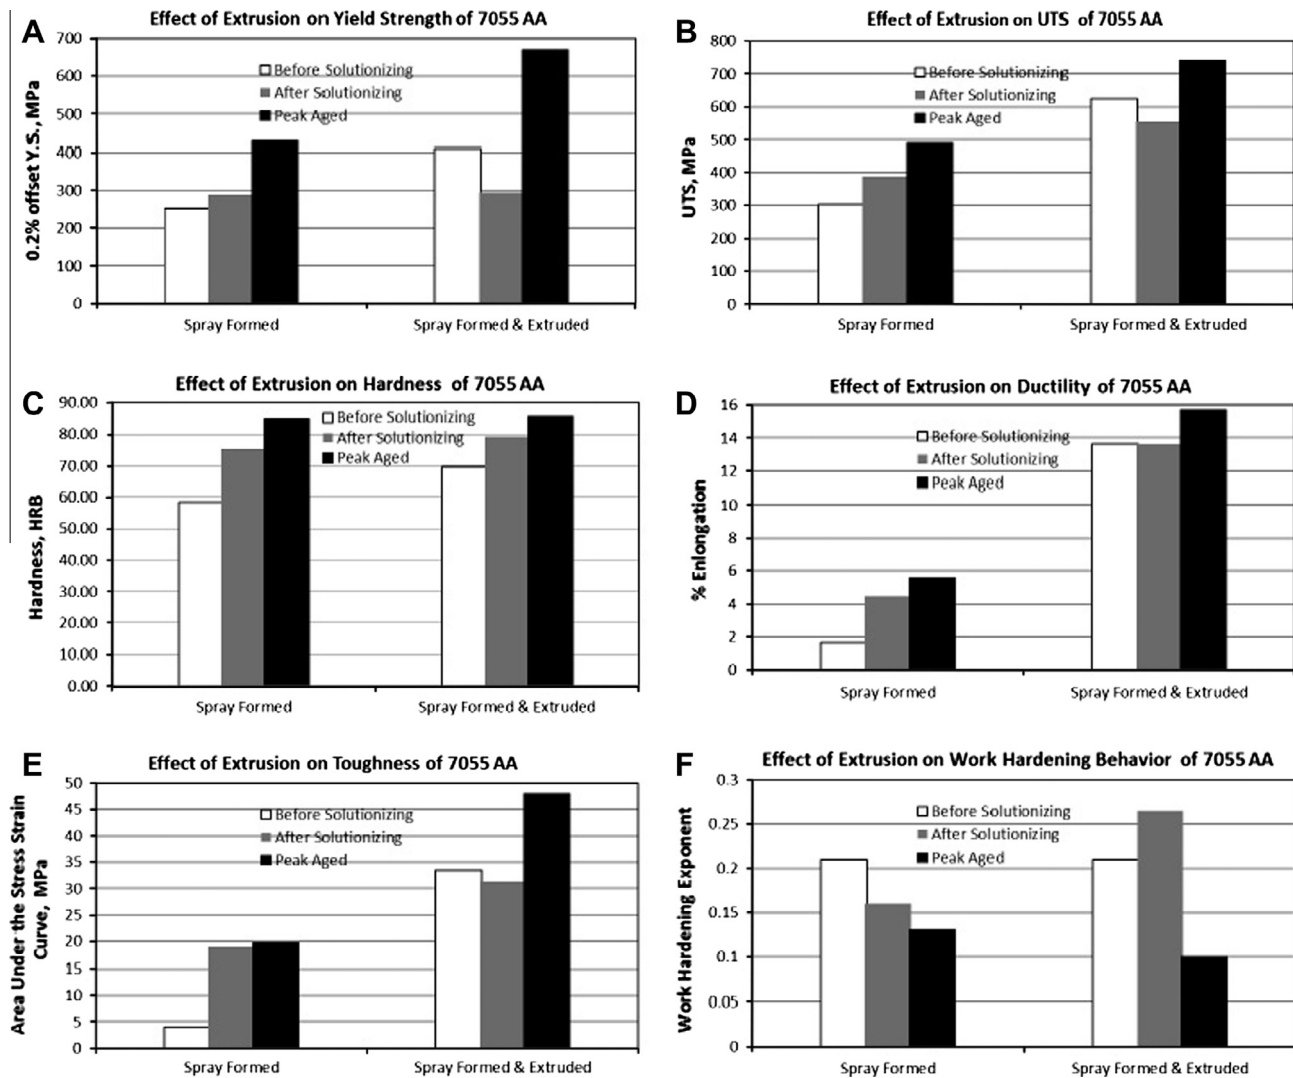 A
Effect of Extrusion on Yield Strength of 7055 AA
0.2% offset Y.S., MPa
700
600
500
400
300
200
100
0
Before Solutionizing
After Solutionizing
Peak Aged
Spray Formed
Spray Formed & Extruded
B
Effect of Extrusion on UTS of 7055 AA
UTS, MPa
800
700
600
500
400
300
200
100
0
Before Solutionizing
After Solutionizing
Peak Aged
Spray Formed
Spray Formed & Extruded
C
Effect of Extrusion on Hardness of 7055 AA
Hardness, HRB
90.00
80.00
70.00
60.00
50.00
40.00
30.00
20.00
10.00
0.00
Before Solutionizing
After Solutionizing
Peak Aged
Spray Formed
Spray Formed & Extruded
D
Effect of Extrusion on Ductility of 7055 AA
% Enlongation
16
14
12
10
8
6
4
2
0
Before Solutionizing
After Solutionizing
Peak Aged
Spray Formed
Spray Formed & Extruded
E
Effect of Extrusion on Toughness of 7055 AA
Area Under the Stress Strain
Curve, MPa
50
45
40
35
30
25
20
15
10
5
0
Before Solutionizing
After Solutionizing
Peak Aged
Spray Formed
Spray Formed & Extruded
F
Effect of Extrusion on Work Hardening Behavior of 7055 AA
Work Hardening Exponent
0.3
0.25
0.2
0.15
0.1
0.05
0
Before Solutionizing
After Solutionizing
Peak Aged
Spray Formed
Spray Formed & Extruded